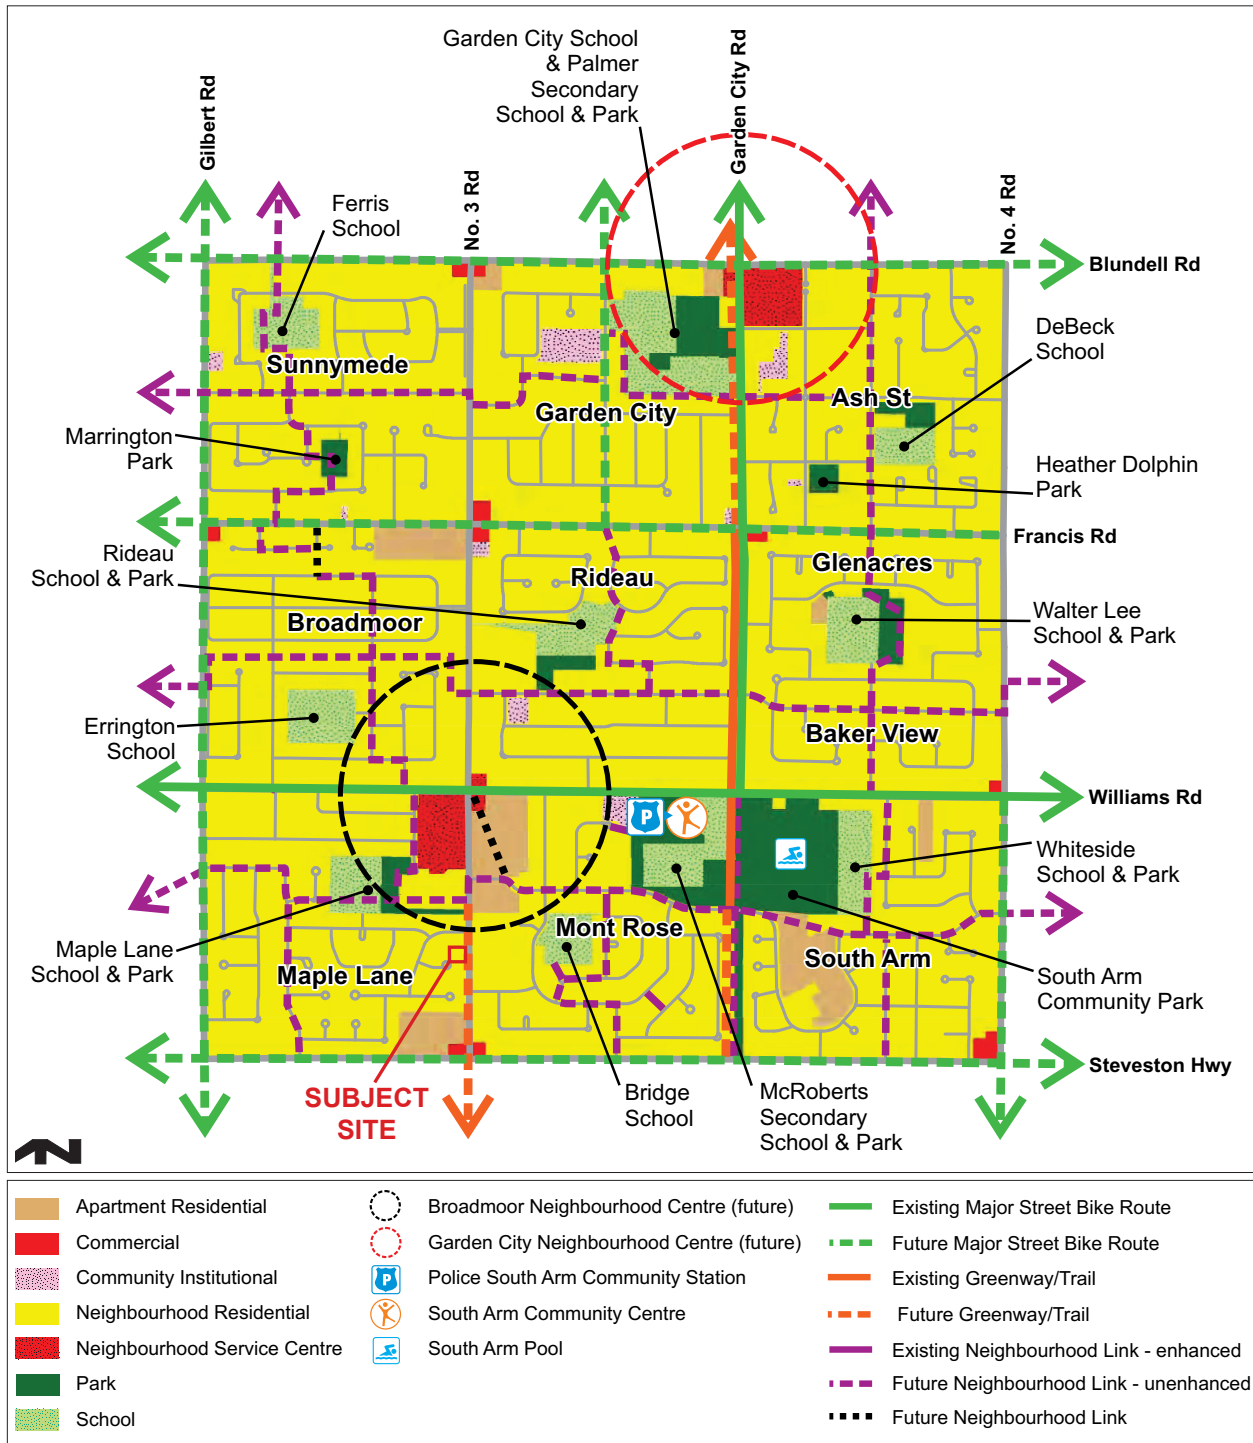 Garden City School
& Palmer
Secondary
School & Park
Gilbert Rd
No. 3 Rd
Garden City Rd
No. 4 Rd
Ferris
School
Blundell Rd
DeBeck
School
Sunnymede
Garden City
Ash St
Marrington
Park
Heather Dolphin
Park
Francis Rd
Rideau
School & Park
Rideau
Glenacres
Broadmoor
Walter Lee
School & Park
Errington
School
Baker View
Williams Rd
P
Whiteside
School & Park
Maple Lane
School & Park
Maple Lane
Mont Rose
South Arm
South Arm
Community Park
Steveston Hwy
SUBJECT
SITE
Bridge
School
McRoberts
Secondary
School & Park
N
Apartment Residential
Commercial
Community Institutional
Neighbourhood Residential
Neighbourhood Service Centre
Park
School
Broadmoor Neighbourhood Centre (future)
Garden City Neighbourhood Centre (future)
P
Police South Arm Community Station
South Arm Community Centre
South Arm Pool
Existing Major Street Bike Route
Future Major Street Bike Route
Existing Greenway/Trail
Future Greenway/Trail
Existing Neighbourhood Link - enhanced
Future Neighbourhood Link - unenhanced
Future Neighbourhood Link